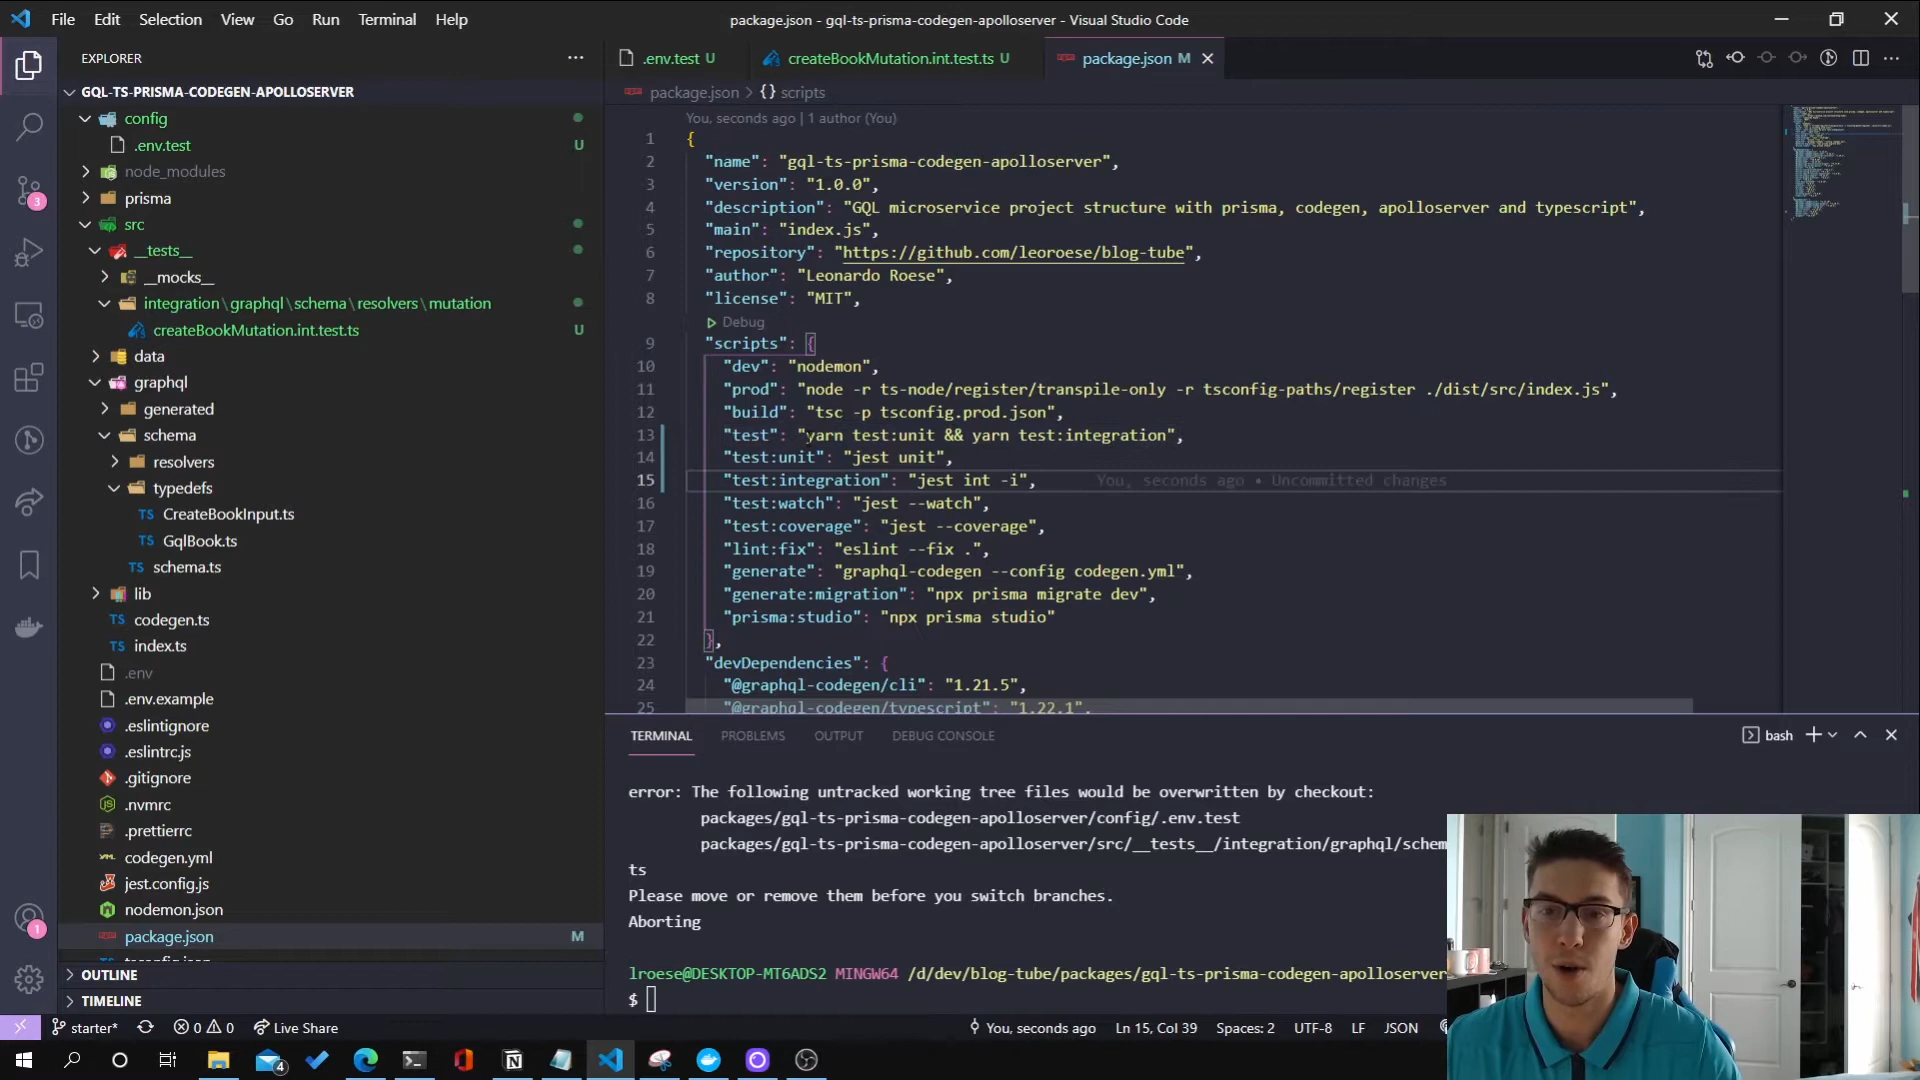 File Edit Selection View Go Run Terminal Help
package.json - gql-ts-prisma-codegen-apolloserver - Visual Studio Code
EXPLORER
GQL-TS-PRISMA-CODEGEN-APOLLOSERVER
config
.env.test U
node_modules
prisma
src
__tests__
__mocks__
integration\graphql\schema\resolvers\mutation
createBookMutation.int.test.ts U
data
graphql
generated
schema
resolvers
typedefs
TS CreateBookInput.ts
TS GqlBook.ts
TS schema.ts
lib
TS codegen.ts
TS index.ts
.env
.env.example
.eslintignore
.eslintrc.js
.gitignore
.nvmrc
.prettierrc
codegen.yml
jest.config.js
nodemon.json
package.json M
OUTLINE
TIMELINE
.env.test U
createBookMutation.int.test.ts U
package.json M
package.json > {} scripts
You, seconds ago | 1 author (You)
1 {
2 "name": "gql-ts-prisma-codegen-apolloserver",
3 "version": "1.0.0",
4 "description": "GQL microservice project structure with prisma, codegen, apolloserver and typescript",
5 "main": "index.js",
6 "repository": "https://github.com/leoroese/blog-tube",
7 "author": "Leonardo Roese",
8 "license": "MIT",
Debug
9 "scripts": {
10 "dev": "nodemon",
11 "prod": "node -r ts-node/register/transpile-only -r tsconfig-paths/register ./dist/src/index.js",
12 "build": "tsc -p tsconfig.prod.json",
13 "test": "yarn test:unit && yarn test:integration",
14 "test:unit": "jest unit",
15 "test:integration": "jest int -i", You, seconds ago • Uncommitted changes
16 "test:watch": "jest --watch",
17 "test:coverage": "jest --coverage",
18 "lint:fix": "eslint --fix .",
19 "generate": "graphql-codegen --config codegen.yml",
20 "generate:migration": "npx prisma migrate dev",
21 "prisma:studio": "npx prisma studio"
22 },
23 "devDependencies": {
24 "@graphql-codegen/cli": "1.21.5",
25 "@graphql-codegen/typescript": "1.22.1",
TERMINAL PROBLEMS OUTPUT DEBUG CONSOLE
bash
error: The following untracked working tree files would be overwritten by checkout:
packages/gql-ts-prisma-codegen-apolloserver/config/.env.test
packages/gql-ts-prisma-codegen-apolloserver/src/__tests__/integration/graphql/schem
ts
Please move or remove them before you switch branches.
Aborting
lroese@DESKTOP-MT6ADS2 MINGW64 /d/dev/blog-tube/packages/gql-ts-prisma-codegen-apolloserver
$
starter* 0 0 Live Share
You, seconds ago Ln 15, Col 39 Spaces: 2 UTF-8 LF JSON
3
1
4